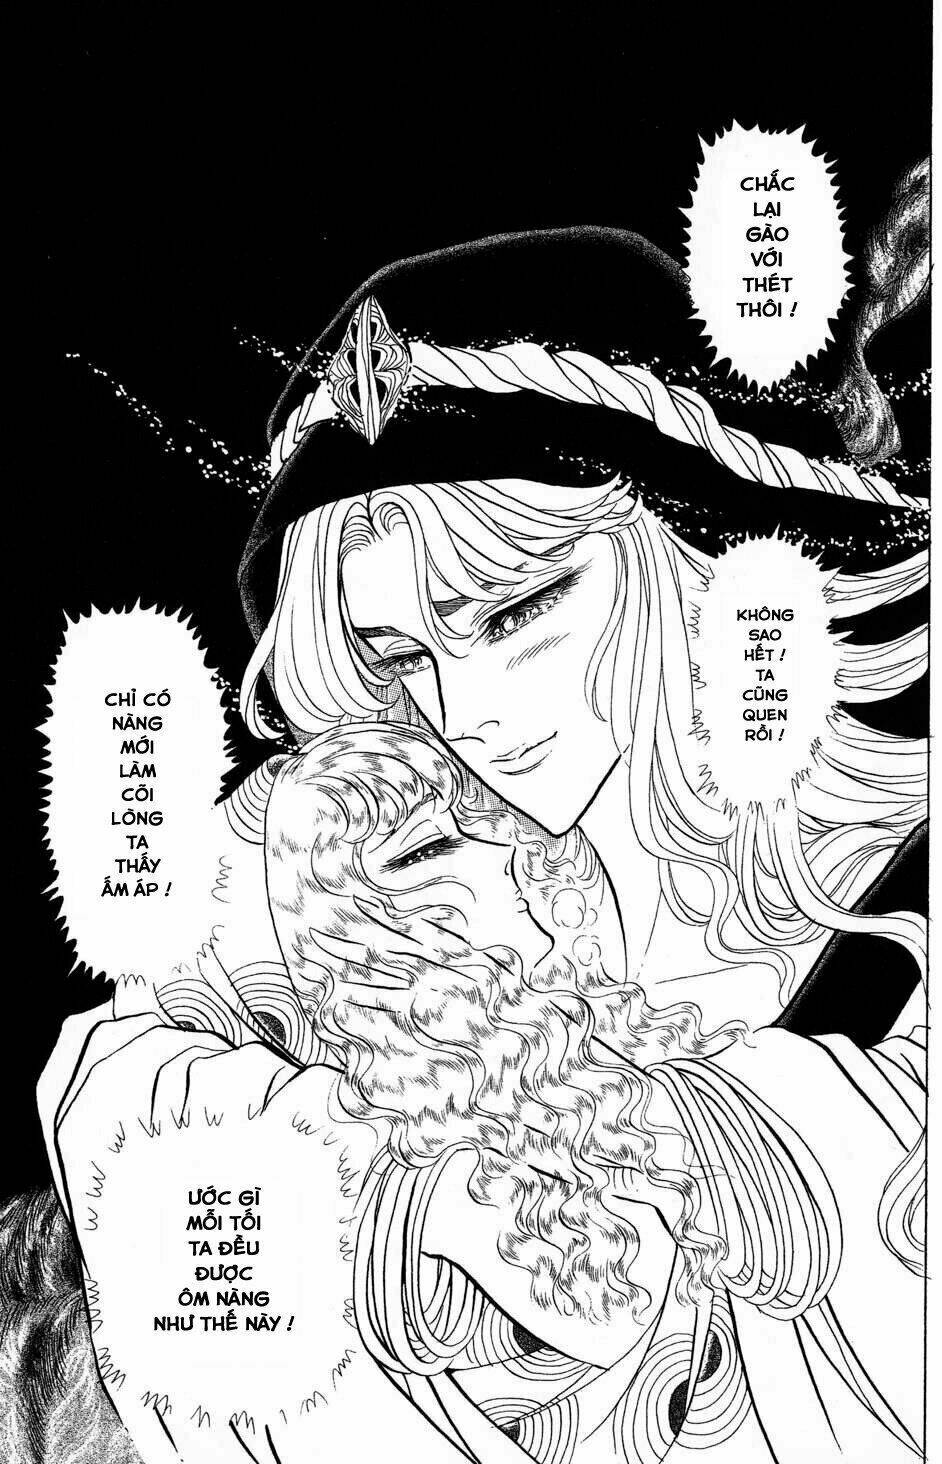 CHẮC
LẠI
GÀO
VỚI
THÉT
THÔI !
KHÔNG
SAO
HẾT !
TA
CŨNG
QUEN
RỒI !
CHỈ CÓ
NÀNG
MỚI
LÀM
CÕI
LÒNG
TA
THẤY
ẤM ÁP !
ƯỚC GÌ
MỖI TỐI
TA ĐỀU
ĐƯỢC
ÔM NÀNG
NHƯ THẾ NÀY !